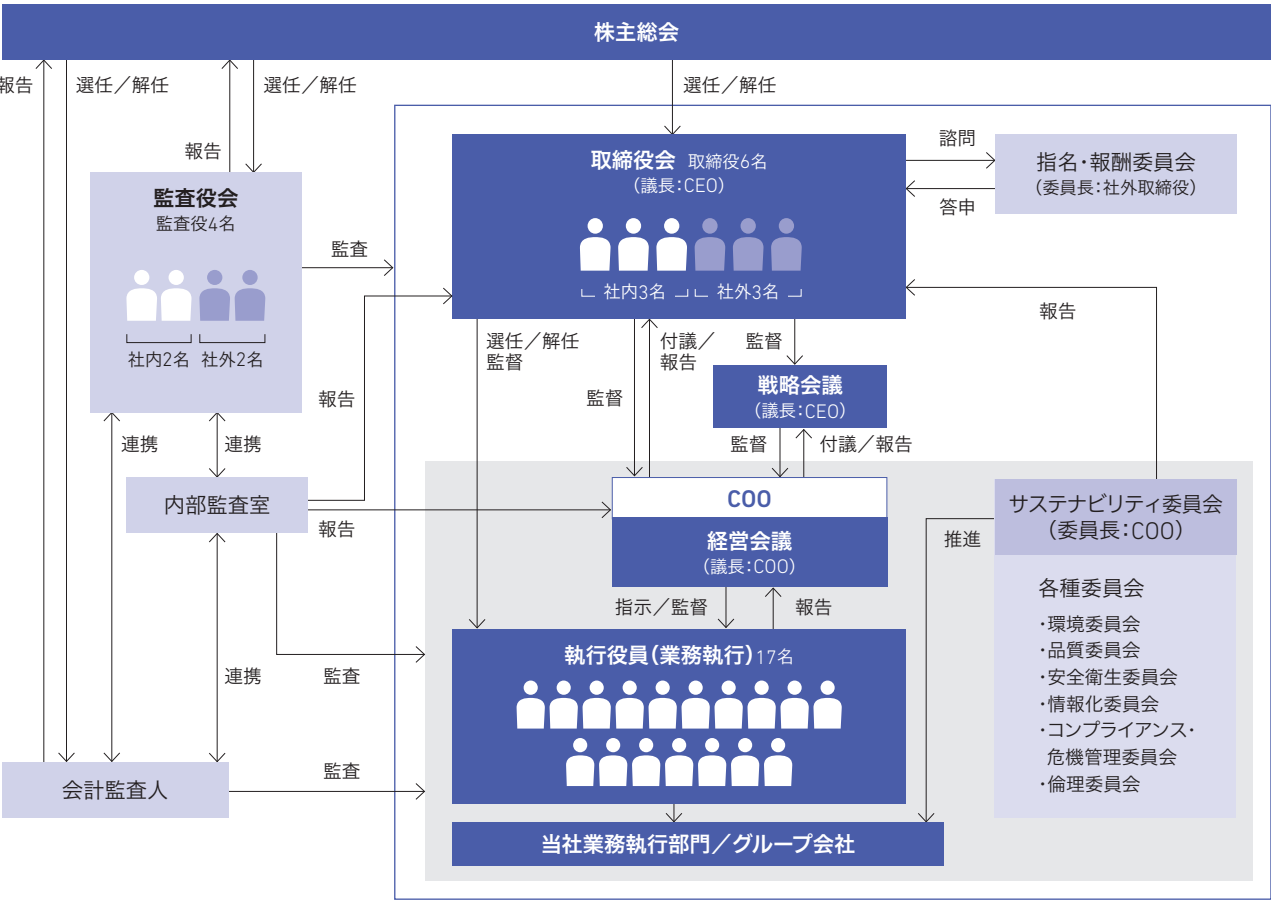 株主総会
報告
選任／解任
選任／解任
選任／解任
報告
監査役会
監査役4名
社内2名
社外2名
監査
取締役会 取締役6名
(議長：CEO)
社内3名
社外3名
諮問
答申
指名・報酬委員会
(委員長：社外取締役)
報告
選任／解任
監督
監督
付議／
報告
監督
戦略会議
(議長：CEO)
監督
付議／報告
報告
連携
連携
内部監査室
報告
COO
経営会議
(議長：COO)
指示／監督
報告
推進
サステナビリティ委員会
(委員長：COO)
各種委員会
・環境委員会
・品質委員会
・安全衛生委員会
・情報化委員会
・コンプライアンス・
危機管理委員会
・倫理委員会
執行役員(業務執行)17名
連携
監査
会計監査人
監査
当社業務執行部門／グループ会社